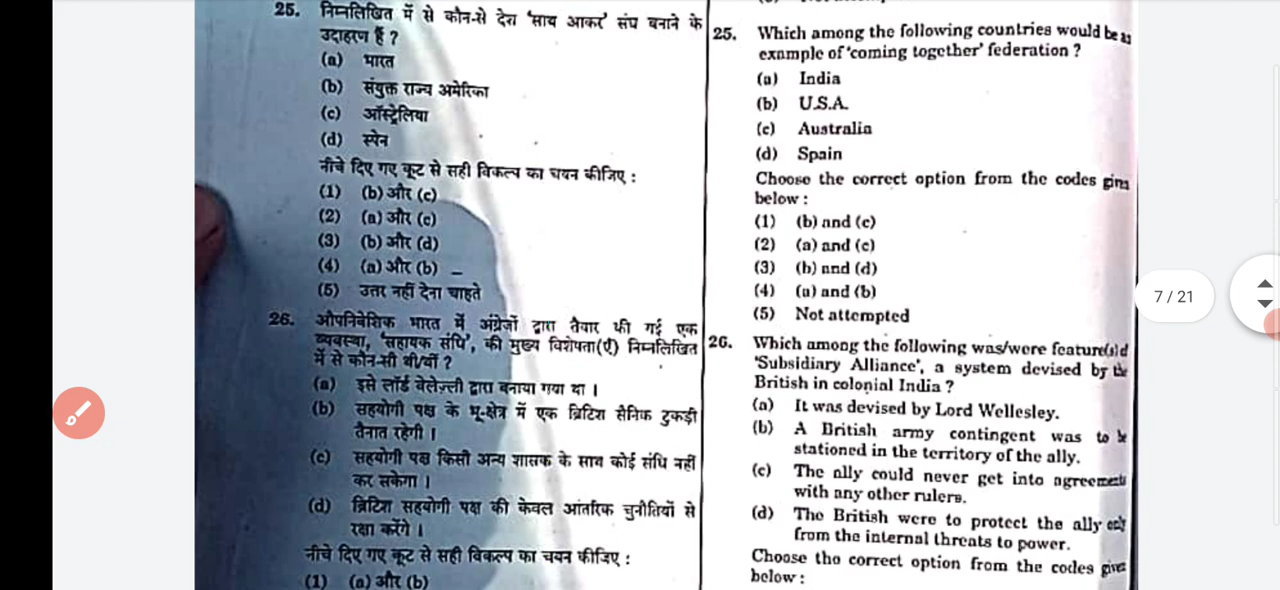 25. निम्नलिखित में से कौन-से देश 'साथ आकर' संघ बनाने के
उदाहरण हैं ?
(a) भारत
(b) संयुक्त राज्य अमेरिका
(c) ऑस्ट्रेलिया
(d) स्पेन
नीचे दिए गए कूट से सही विकल्प का चयन कीजिए :
(1) (b) और (c)
(2) (a) और (c)
(3) (b) और (d)
(4) (a) और (b)
(5) उत्तर नहीं देना चाहते
26. औपनिवेशिक भारत में अंग्रेजों द्वारा तैयार की गई एक
व्यवस्था, 'सहायक संधि', की मुख्य विशेषता(एँ) निम्नलिखित
में से कौन-सी थी/थीं ?
(a) इसे लॉर्ड वेलेज़्ली द्वारा बनाया गया था ।
(b) सहयोगी पक्ष के भू-क्षेत्र में एक ब्रिटिश सैनिक टुकड़ी
तैनात रहेगी ।
(c) सहयोगी पक्ष किसी अन्य शासक के साथ कोई संधि नहीं
कर सकेगा ।
(d) ब्रिटिश सहयोगी पक्ष की केवल आंतरिक चुनौतियों से
रक्षा करेंगे ।
नीचे दिए गए कूट से सही विकल्प का चयन कीजिए :
(1) (a) और (b)
25. Which among the following countries would be as
example of 'coming together' federation ?
(a) India
(b) U.S.A.
(c) Australia
(d) Spain
Choose the correct option from the codes
below :
(1) (b) and (c)
(2) (a) and (c)
(3) (b) and (d)
(4) (a) and (b)
(5) Not attempted
26. Which among the following was/were
'Subsidiary Alliance', a system devised by the
British in colonial India ?
(a) It was devised by Lord Wellesley.
(b) A British army contingent was to be
stationed in the territory of the ally.
(c) The ally could never get into agreements
with any other rulers.
(d) The British were to protect the ally only
from the internal threats to power.
Choose the correct option from the codes given
below :
7 / 21